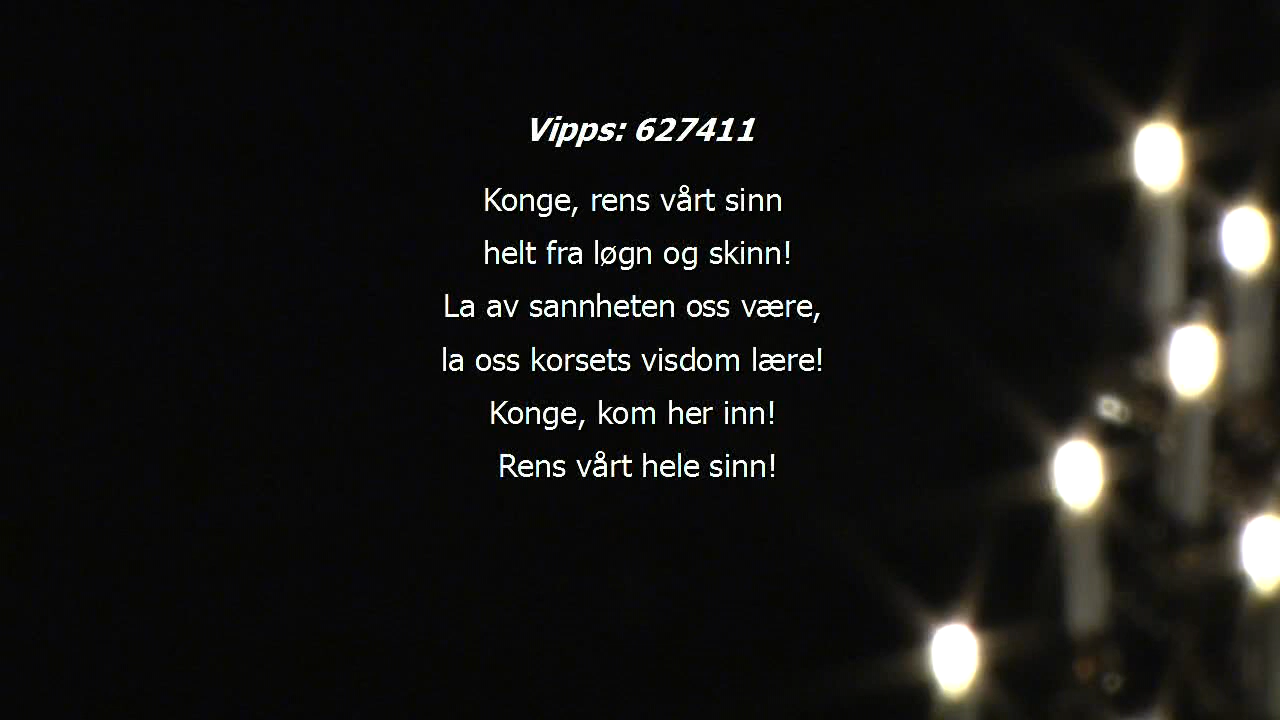 Vipps: 627411
Konge, rens vårt sinn
helt fra løgn og skinn!
La av sannheten oss være,
la oss korsets visdom lære!
Konge, kom her inn!
Rens vårt hele sinn!